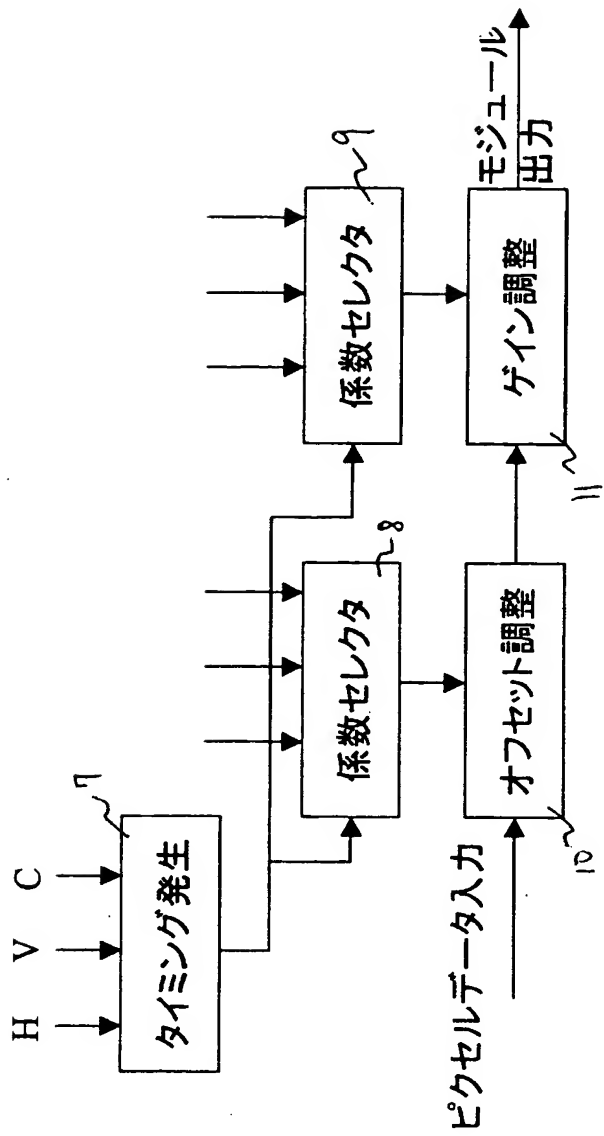 H V C
タイミング発生
7
係数セレクタ
8
係数セレクタ
9
ピクセルデータ入力
オフセット調整
10
ゲイン調整
11
モジュール
出力